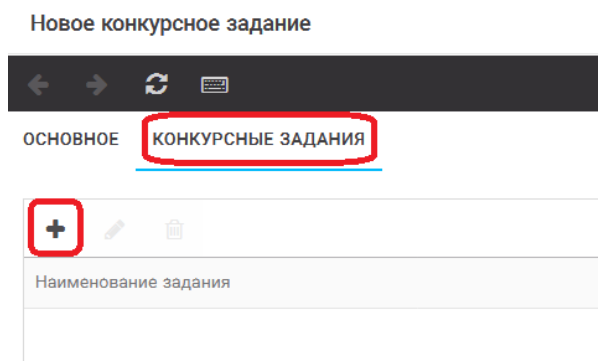 Новое конкурсное задание
ОСНОВНОЕ КОНКУРСНЫЕ ЗАДАНИЯ
Наименование задания